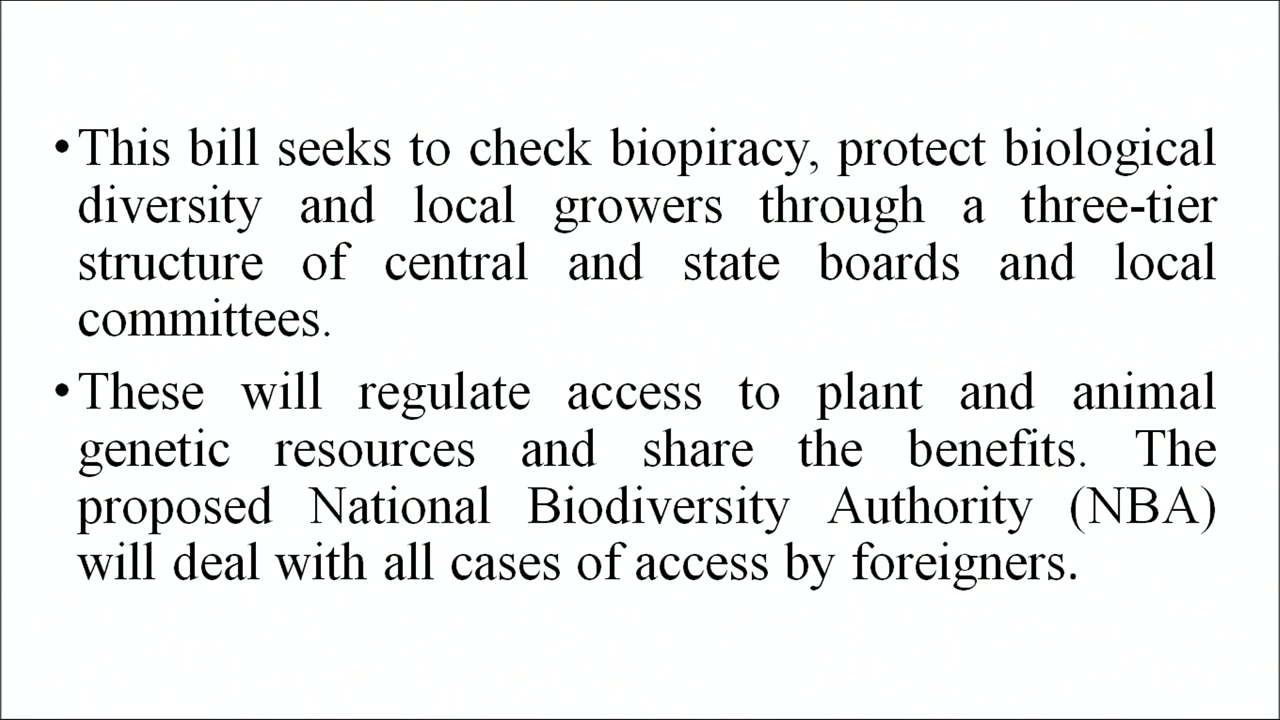 •This bill seeks to check biopiracy, protect biological
diversity and local growers through a three-tier
structure of central and state boards and local
committees.
•These will regulate access to plant and animal
genetic resources and share the benefits. The
proposed National Biodiversity Authority (NBA)
will deal with all cases of access by foreigners.